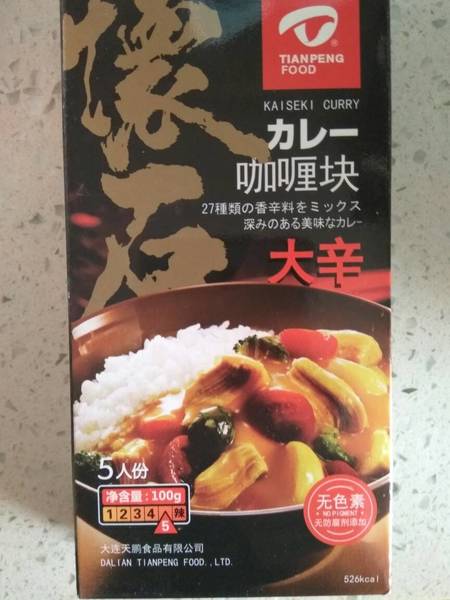 懐石
TIANPENG
FOOD
KAISEKI CURRY
カレー
咖喱块
27種類の香辛料をミックス
深みのある美味なカレー
大辛
5人份
净含量:100g
1 2 3 4 辣
5
大连天鹏食品有限公司
DALIAN TIANPENG FOOD.,LTD.
无色素
NO PIGMENT
无防腐剂添加
526kcal